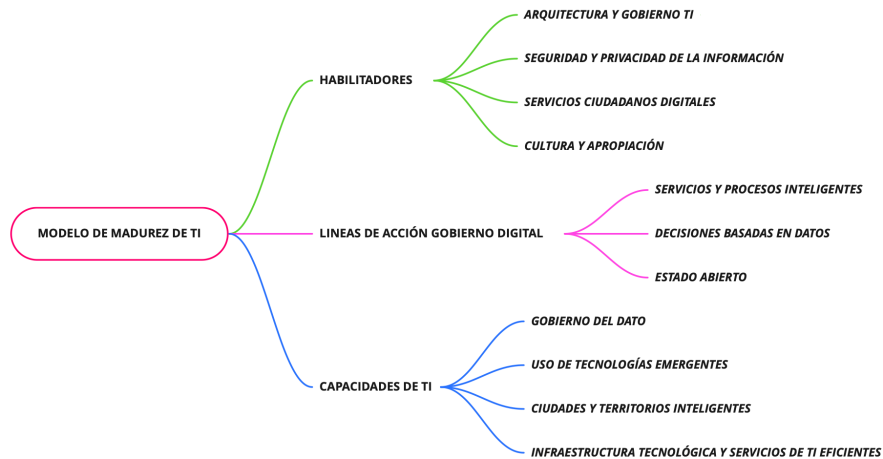 MODELO DE MADUREZ DE TI
HABILITADORES
ARQUITECTURA Y GOBIERNO TI
SEGURIDAD Y PRIVACIDAD DE LA INFORMACIÓN
SERVICIOS CIUDADANOS DIGITALES
CULTURA Y APROPIACIÓN
LINEAS DE ACCIÓN GOBIERNO DIGITAL
SERVICIOS Y PROCESOS INTELIGENTES
DECISIONES BASADAS EN DATOS
ESTADO ABIERTO
CAPACIDADES DE TI
GOBIERNO DEL DATO
USO DE TECNOLOGÍAS EMERGENTES
CIUDADES Y TERRITORIOS INTELIGENTES
INFRAESTRUCTURA TECNOLÓGICA Y SERVICIOS DE TI EFICIENTES